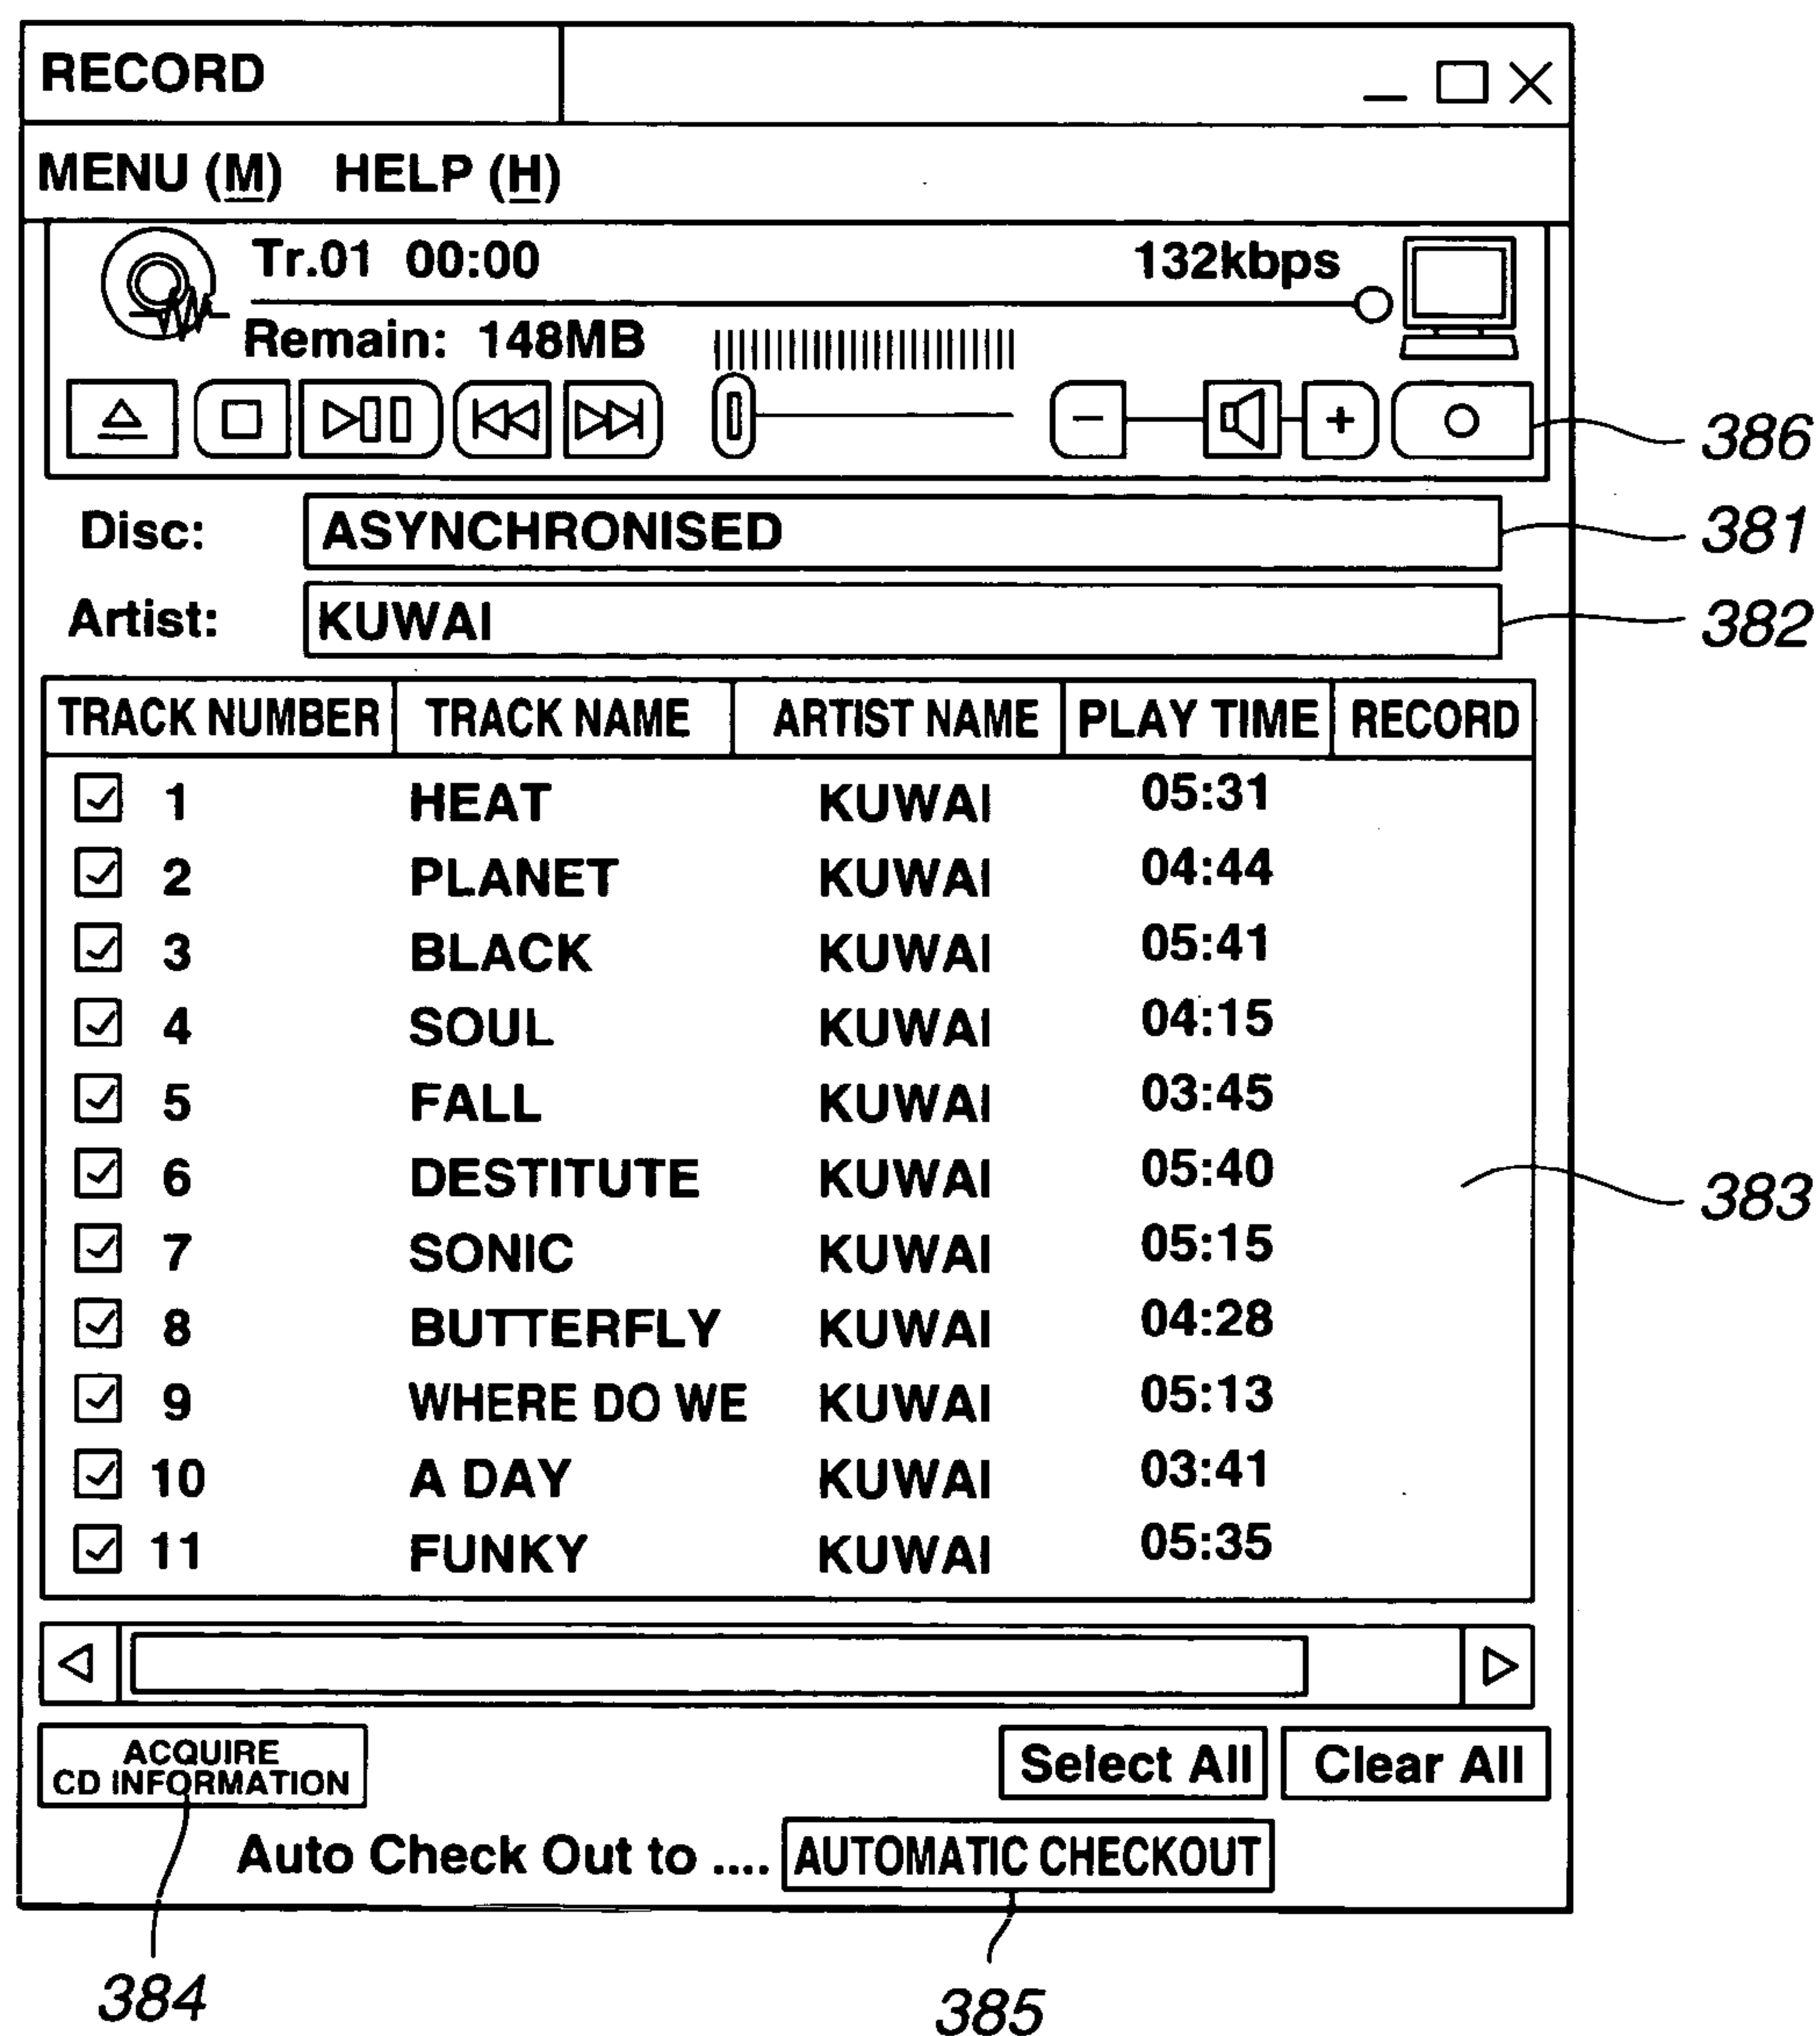 RECORD
MENU (M) HELP (H)
Tr.01 00:00 132kbps
Remain: 148MB
386
Disc: ASYNCHRONISED 381
Artist: KUWAI 382
TRACK NUMBER TRACK NAME ARTIST NAME PLAY TIME RECORD
1 HEAT KUWAI 05:31
2 PLANET KUWAI 04:44
3 BLACK KUWAI 05:41
4 SOUL KUWAI 04:15
5 FALL KUWAI 03:45
6 DESTITUTE KUWAI 05:40
383
7 SONIC KUWAI 05:15
8 BUTTERFLY KUWAI 04:28
9 WHERE DO WE KUWAI 05:13
10 A DAY KUWAI 03:41
11 FUNKY KUWAI 05:35
ACQUIRE
CD INFORMATION
Select All Clear All
Auto Check Out to .... AUTOMATIC CHECKOUT
384 385